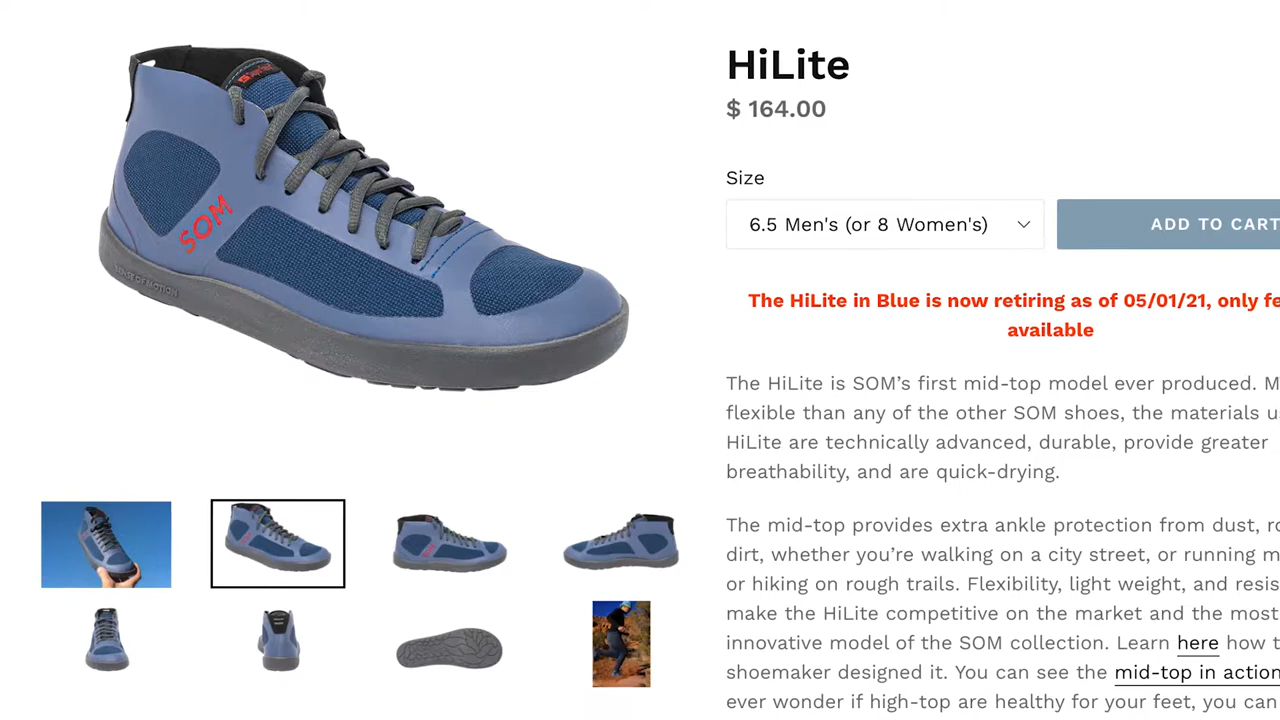 HiLite
$ 164.00
Size
6.5 Men's (or 8 Women's)
ADD TO CART
The HiLite in Blue is now retiring as of 05/01/21, only
available
The HiLite is SOM’s first mid-top model ever produced.
flexible than any of the other SOM shoes, the materials
HiLite are technically advanced, durable, provide greater
breathability, and are quick-drying.
The mid-top provides extra ankle protection from dust,
dirt, whether you’re walking on a city street, or running
or hiking on rough trails. Flexibility, light weight, and
make the HiLite competitive on the market and the most
innovative model of the SOM collection. Learn here how
shoemaker designed it. You can see the mid-top in action
ever wonder if high-top are healthy for your feet, you can
SOM
SENSE OF MOTION